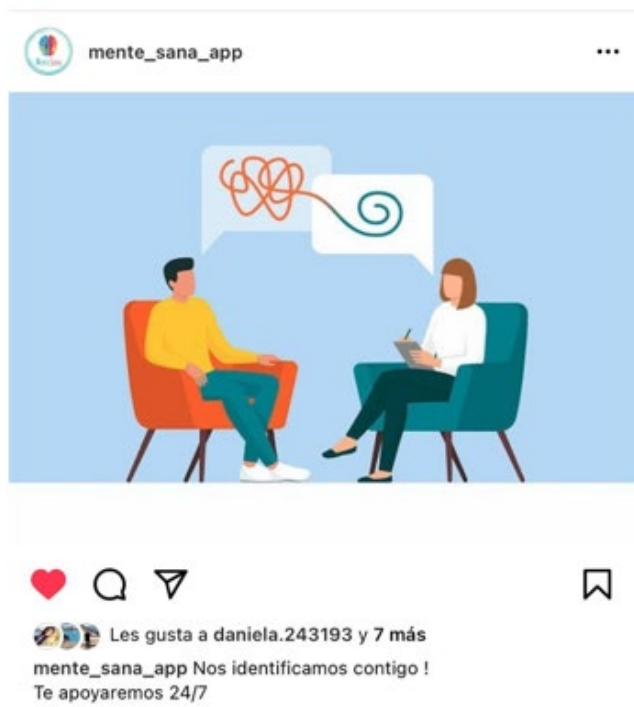 mente_sana_app
Les gusta a daniela.243193 y 7 más
mente_sana_app Nos identificamos contigo !
Te apoyaremos 24/7